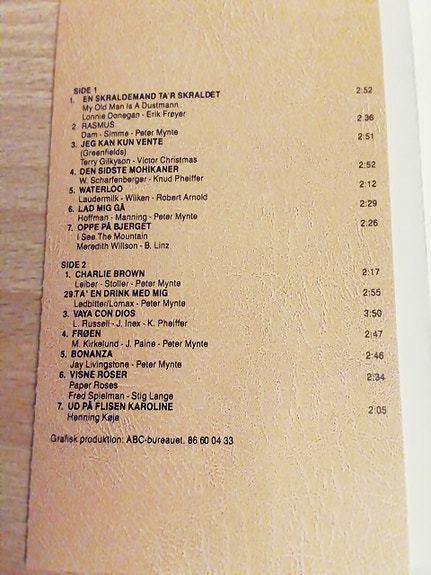 SIDE 1
1. EN SKRALDEMAND TA'R SKRALDET 2:52
My Old Man Is A Dustmann
Lonnie Donegan - Erik Frøyer
2. RASMUS 2:36
Dam - Simme - Peter Mynte
3. JEG KAN KUN VENTE 2:51
(Greenfields)
Terry Gilkyson - Victor Christmas
4. DEN SIDSTE MOHIKANER 2:52
W. Scharfenberger - Knud Pheiffer
5. WATERLOO 2:12
Laudermilk - Wilken - Robert Arnold
6. LAD MIG GÅ 2:29
Hoffman - Manning - Peter Mynte
7. OPPE PÅ BJERGET 2:26
I See The Mountain
Meredith Willson - B. Linz
SIDE 2
1. CHARLIE BROWN 2:17
Leiber - Stoller - Peter Mynte
29.TA' EN DRINK MED MIG 2:55
Ledbitter/Lomax - Peter Mynte
3. VAYA CON DIOS 3:50
L. Russell - J. Inex - K. Pheiffer
4. FRØEN 2:47
M. Kirkelund - J. Paine - Peter Mynte
5. BONANZA 2:46
Jay Livingstone - Peter Mynte
6. VISNE ROSER 2:34
Paper Roses
Fred Spielman - Stig Lange
7. UD PÅ FLISEN KAROLINE 2:05
Henning Køje
Grafisk produktion: ABC-bureauet. 86 60 04 33